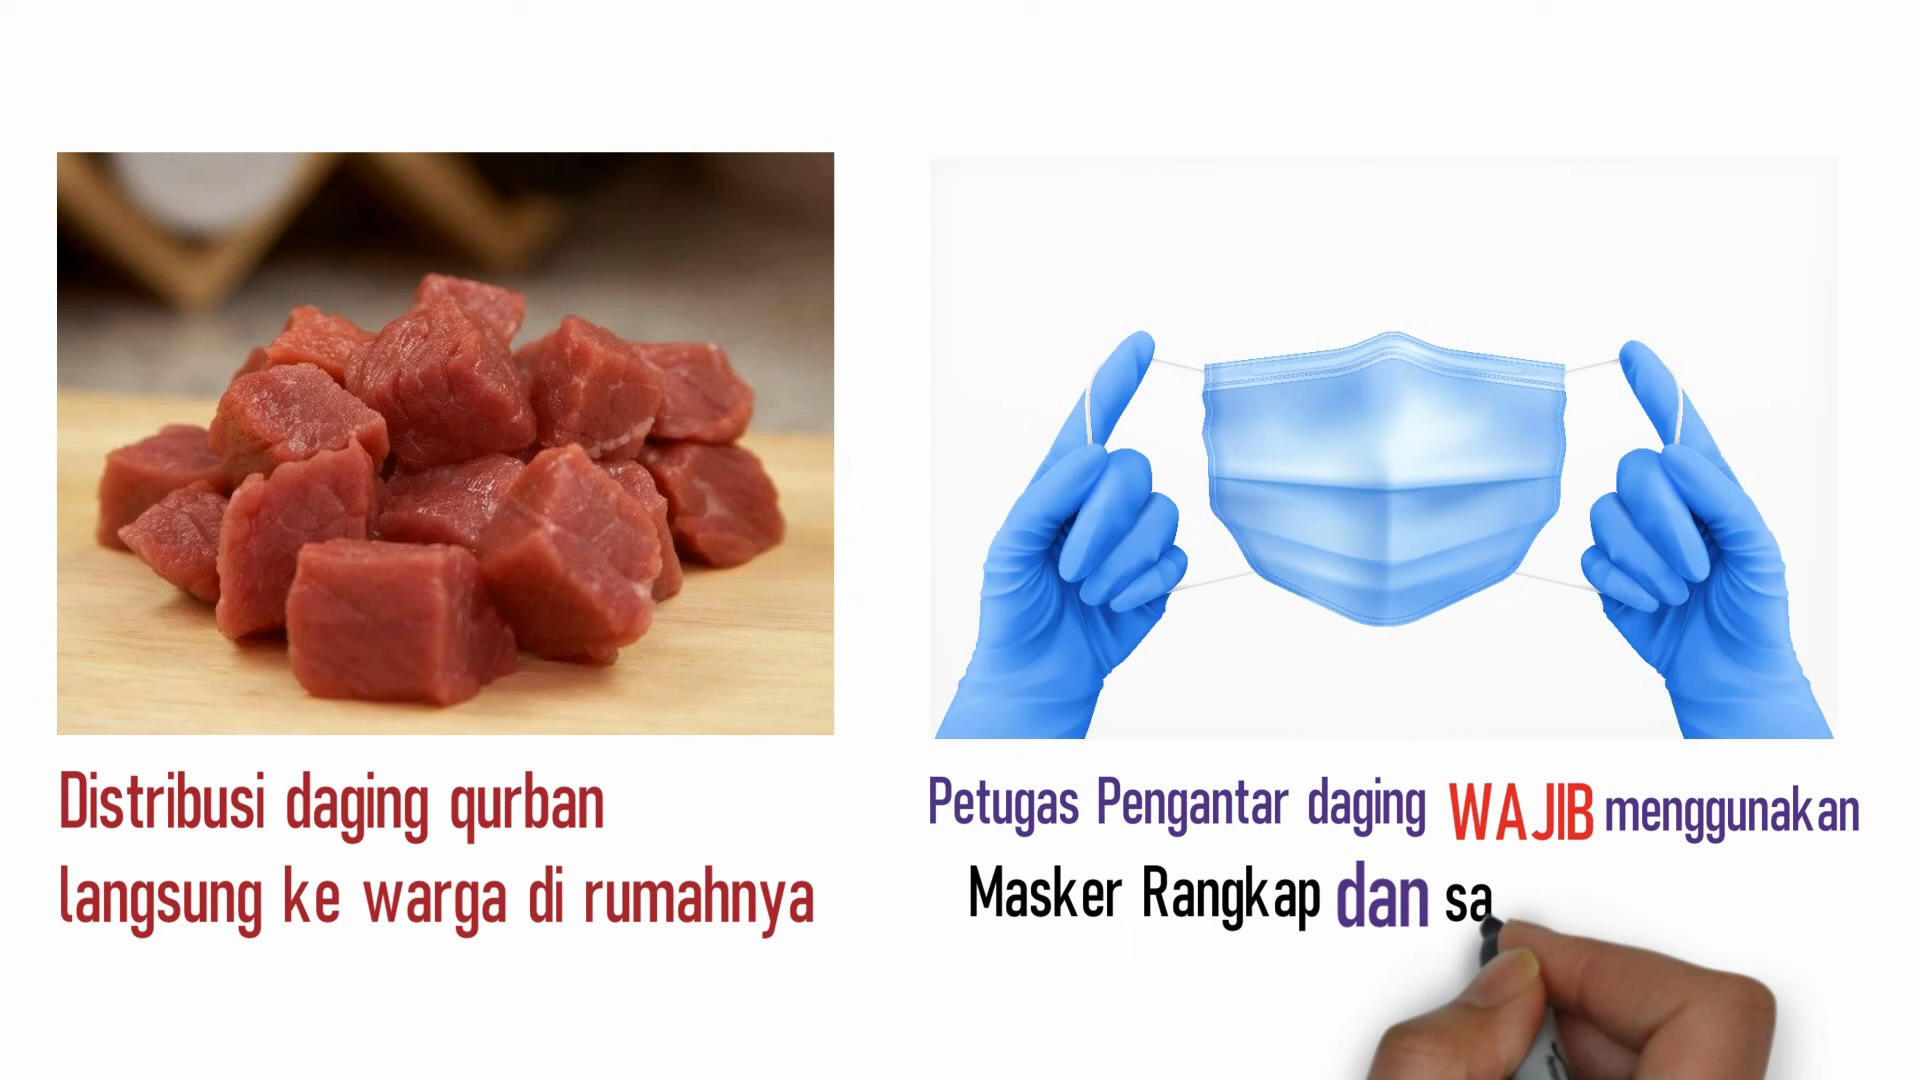 Distribusi daging qurban
langsung ke warga di rumahnya
Petugas Pengantar daging WAJIB menggunakan
Masker Rangkap dan sa